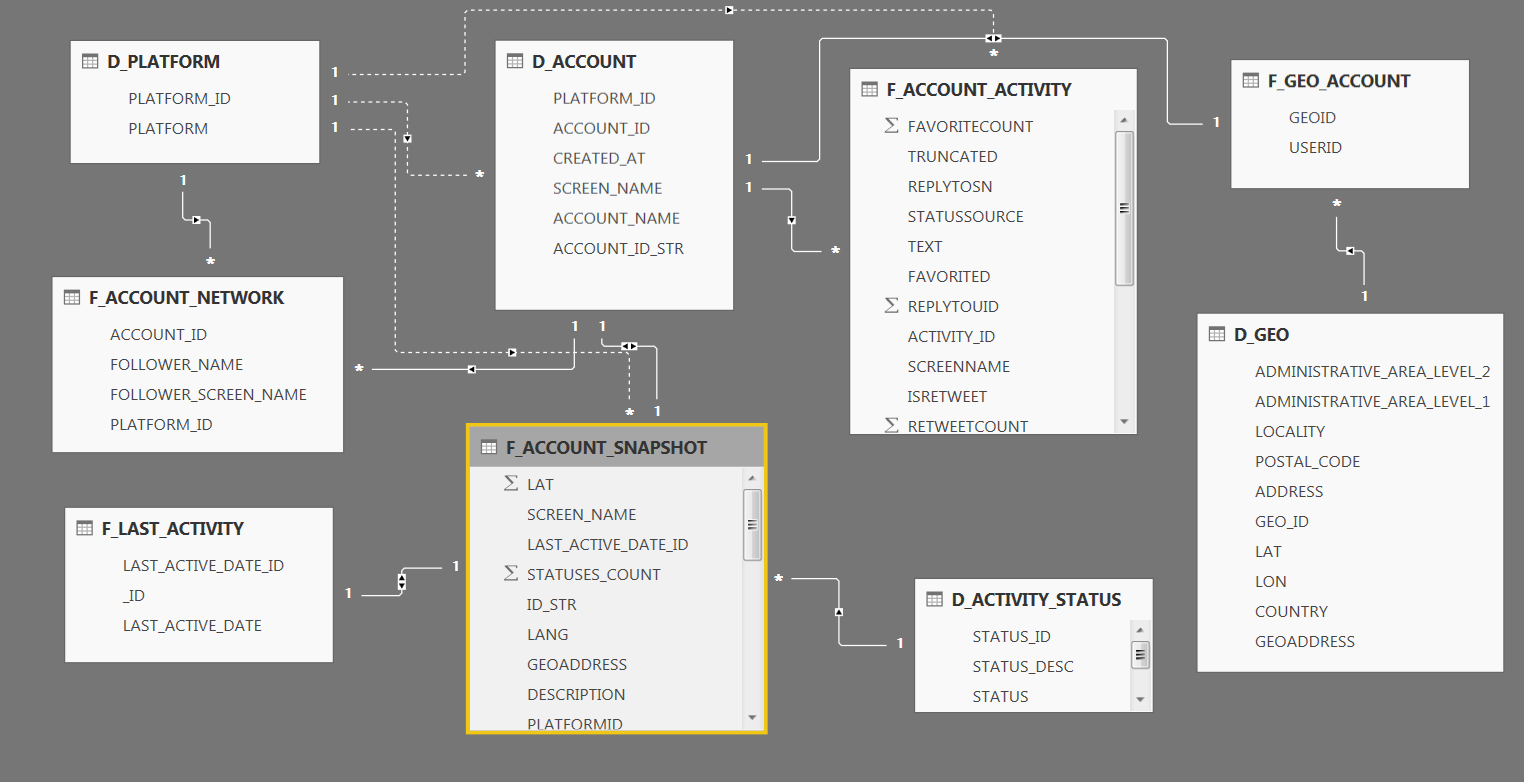 D_PLATFORM
PLATFORM_ID
PLATFORM
1
1
1
1
*
*
D_ACCOUNT
PLATFORM_ID
ACCOUNT_ID
CREATED_AT
SCREEN_NAME
ACCOUNT_NAME
ACCOUNT_ID_STR
1
1
1
1
*
*
F_ACCOUNT_ACTIVITY
Σ FAVORITECOUNT
TRUNCATED
REPLYTOSN
STATUSSOURCE
TEXT
FAVORITED
Σ REPLYTOUID
ACTIVITY_ID
SCREENNAME
ISRETWEET
Σ RETWEETCOUNT
1
F_GEO_ACCOUNT
GEOID
USERID
*
1
D_GEO
ADMINISTRATIVE_AREA_LEVEL_2
ADMINISTRATIVE_AREA_LEVEL_1
LOCALITY
POSTAL_CODE
ADDRESS
GEO_ID
LAT
LON
COUNTRY
GEOADDRESS
F_ACCOUNT_NETWORK
ACCOUNT_ID
FOLLOWER_NAME
FOLLOWER_SCREEN_NAME
PLATFORM_ID
*
*
1
F_ACCOUNT_SNAPSHOT
Σ LAT
SCREEN_NAME
LAST_ACTIVE_DATE_ID
Σ STATUSES_COUNT
ID_STR
LANG
GEOADDRESS
DESCRIPTION
PLATFORMID
F_LAST_ACTIVITY
LAST_ACTIVE_DATE_ID
_ID
LAST_ACTIVE_DATE
1
1
*
1
D_ACTIVITY_STATUS
STATUS_ID
STATUS_DESC
STATUS